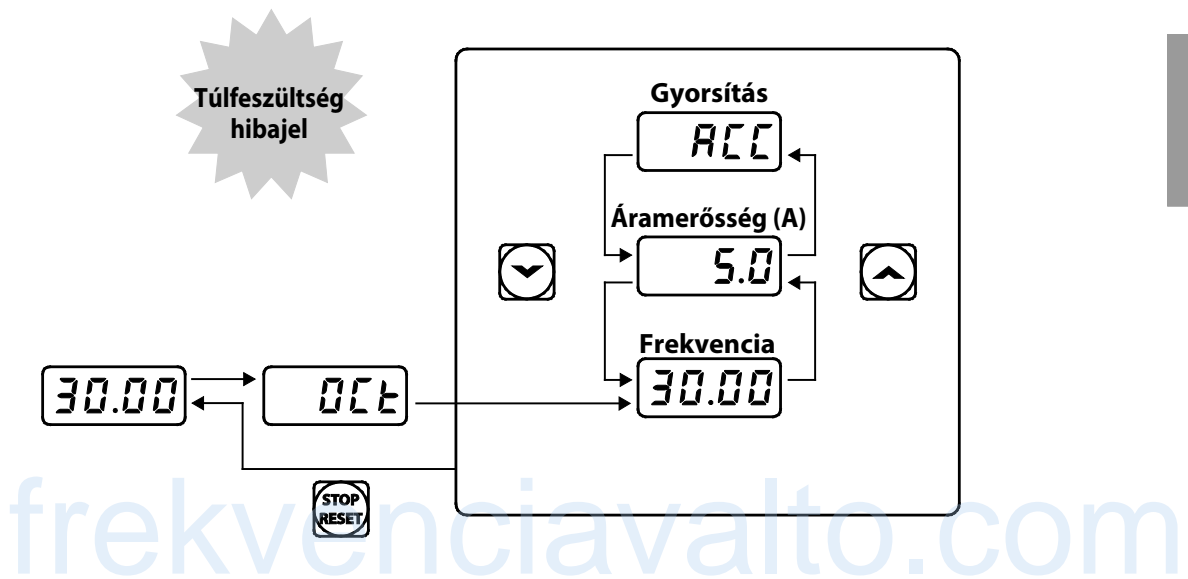 Túlfeszültség
hibajel
Gyorsítás
ACC
Áramerősség (A)
5.0
Frekvencia
30.00
30.00
OCt
STOP
RESET
frekvenciavalto.com